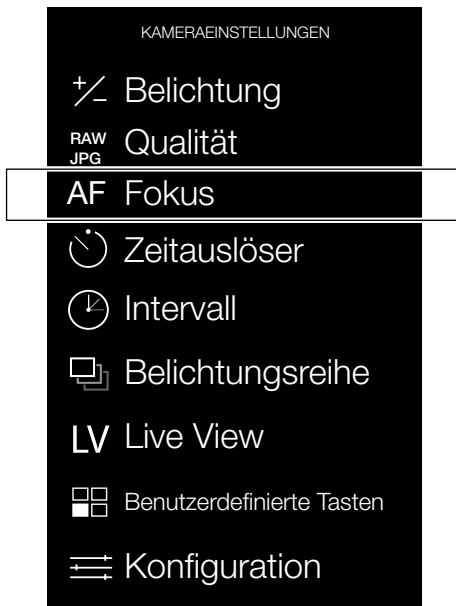 KAMERAEINSTELLUNGEN
+/- Belichtung
RAW JPG Qualität
AF Fokus
Zeitauslöser
Intervall
Belichtungsreihe
LV Live View
Benutzerdefinierte Tasten
Konfiguration